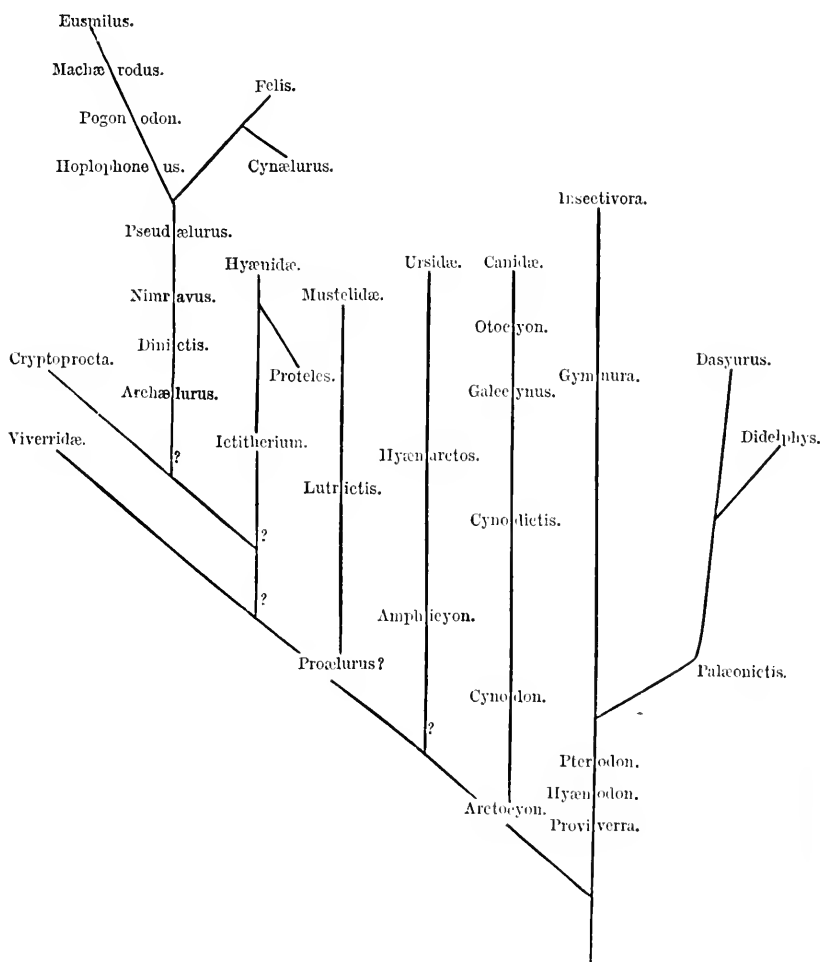 Eusmilus.
Machærodus.
Felis.
Pogonodon.
Hoplophoneus.
Cynælurus.
Insectivora.
Pseudælurus.
Hyænidæ.
Ursidæ.
Canidæ.
Nimravus.
Mustelidæ.
Otocyon.
Dinictis.
Cryptoprocta.
Dasyurus.
Proteles.
Gymnura.
Archælurus.
Galecynus.
Viverridæ.
Didelphys.
Ictitherium.
?
Hyænarctos.
Lutrictis.
Cynodictis.
?
?
Amphicyon.
Proælurus?
Palæonictis.
Cynodon.
?
Pterodon.
Hyænodon.
Arctocyon.
Proviverra.